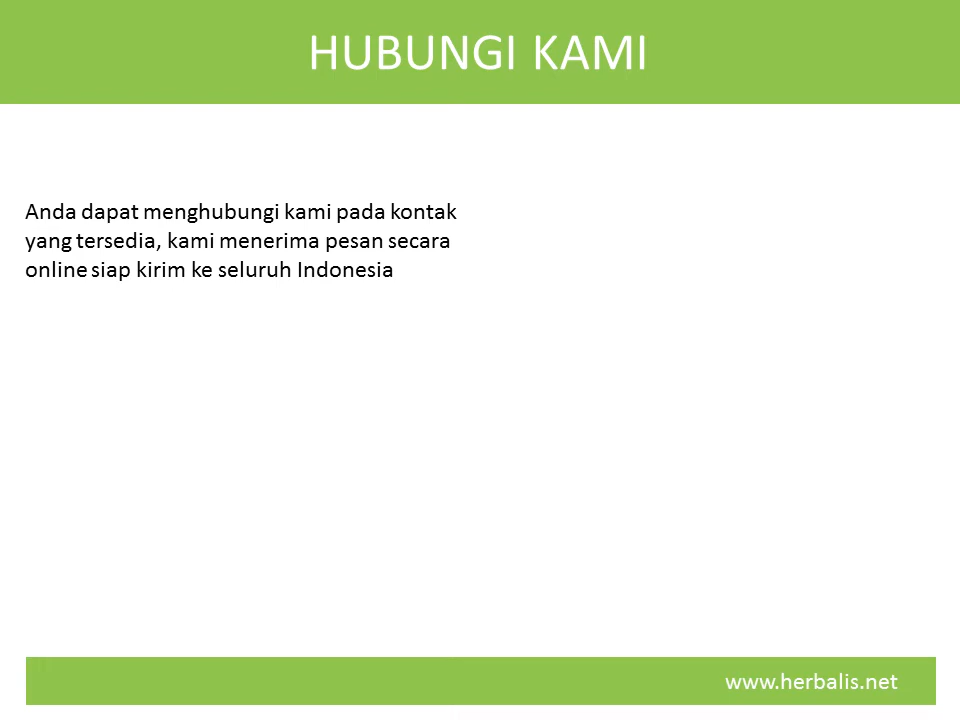 HUBUNGI KAMI
Anda dapat menghubungi kami pada kontak
yang tersedia, kami menerima pesan secara
online siap kirim ke seluruh Indonesia
www.herbalis.net